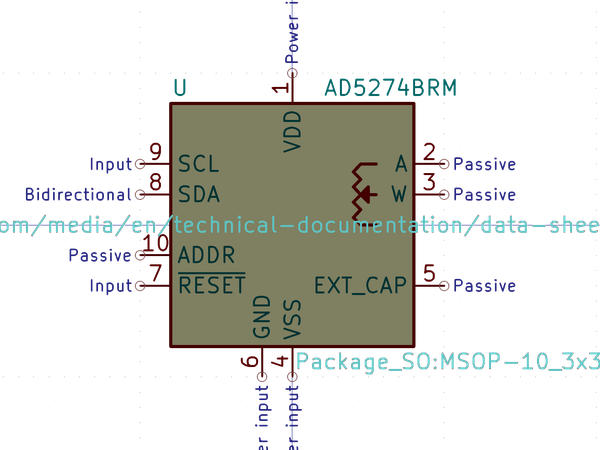 Power i
U AD5274BRM
1
VDD
Input 9 SCL A 2 Passive
Bidirectional 8 SDA W 3 Passive
om/media/en/technical-documentation/data-shee
Passive 10 ADDR
Input 7 RESET EXT_CAP 5 Passive
GND VSS
6 4 Package_SO:MSOP-10_3x3
er input er input